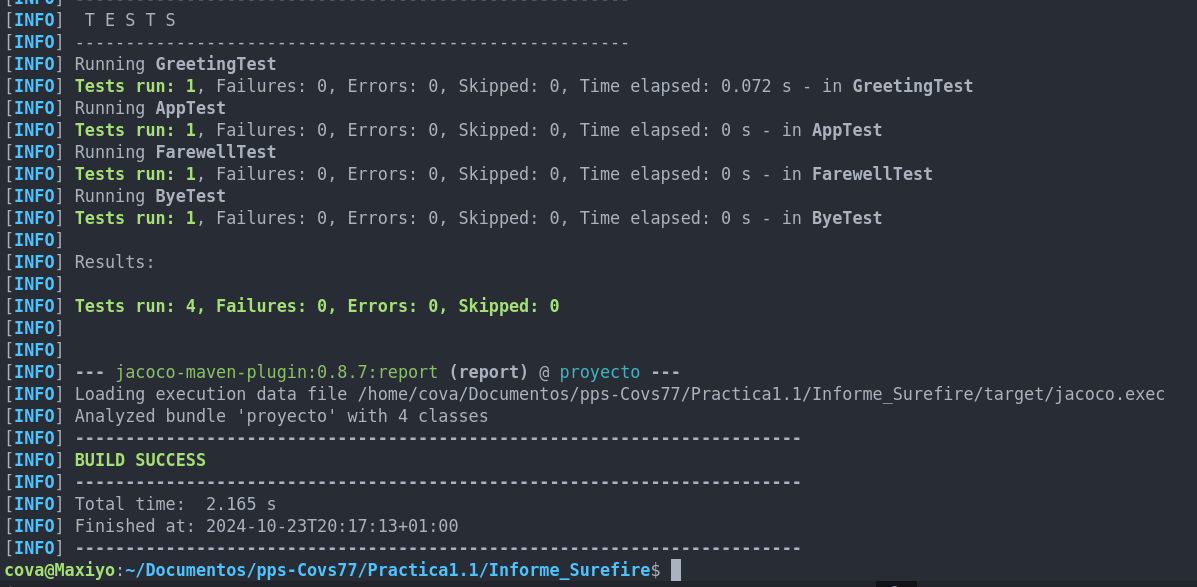 [INFO] -------------------------------------------------------
[INFO]  T E S T S
[INFO] -------------------------------------------------------
[INFO] Running GreetingTest
[INFO] Tests run: 1, Failures: 0, Errors: 0, Skipped: 0, Time elapsed: 0.072 s - in GreetingTest
[INFO] Running AppTest
[INFO] Tests run: 1, Failures: 0, Errors: 0, Skipped: 0, Time elapsed: 0 s - in AppTest
[INFO] Running FarewellTest
[INFO] Tests run: 1, Failures: 0, Errors: 0, Skipped: 0, Time elapsed: 0 s - in FarewellTest
[INFO] Running ByeTest
[INFO] Tests run: 1, Failures: 0, Errors: 0, Skipped: 0, Time elapsed: 0 s - in ByeTest
[INFO]
[INFO] Results:
[INFO]
[INFO] Tests run: 4, Failures: 0, Errors: 0, Skipped: 0
[INFO]
[INFO]
[INFO] --- jacoco-maven-plugin:0.8.7:report (report) @ proyecto ---
[INFO] Loading execution data file /home/cova/Documentos/pps-Covs77/Practica1.1/Informe_Surefire/target/jacoco.exec
[INFO] Analyzed bundle 'proyecto' with 4 classes
[INFO] ------------------------------------------------------------------------
[INFO] BUILD SUCCESS
[INFO] ------------------------------------------------------------------------
[INFO] Total time:  2.165 s
[INFO] Finished at: 2024-10-23T20:17:13+01:00
[INFO] ------------------------------------------------------------------------
cova@Maxiyo:~/Documentos/pps-Covs77/Practica1.1/Informe_Surefire$